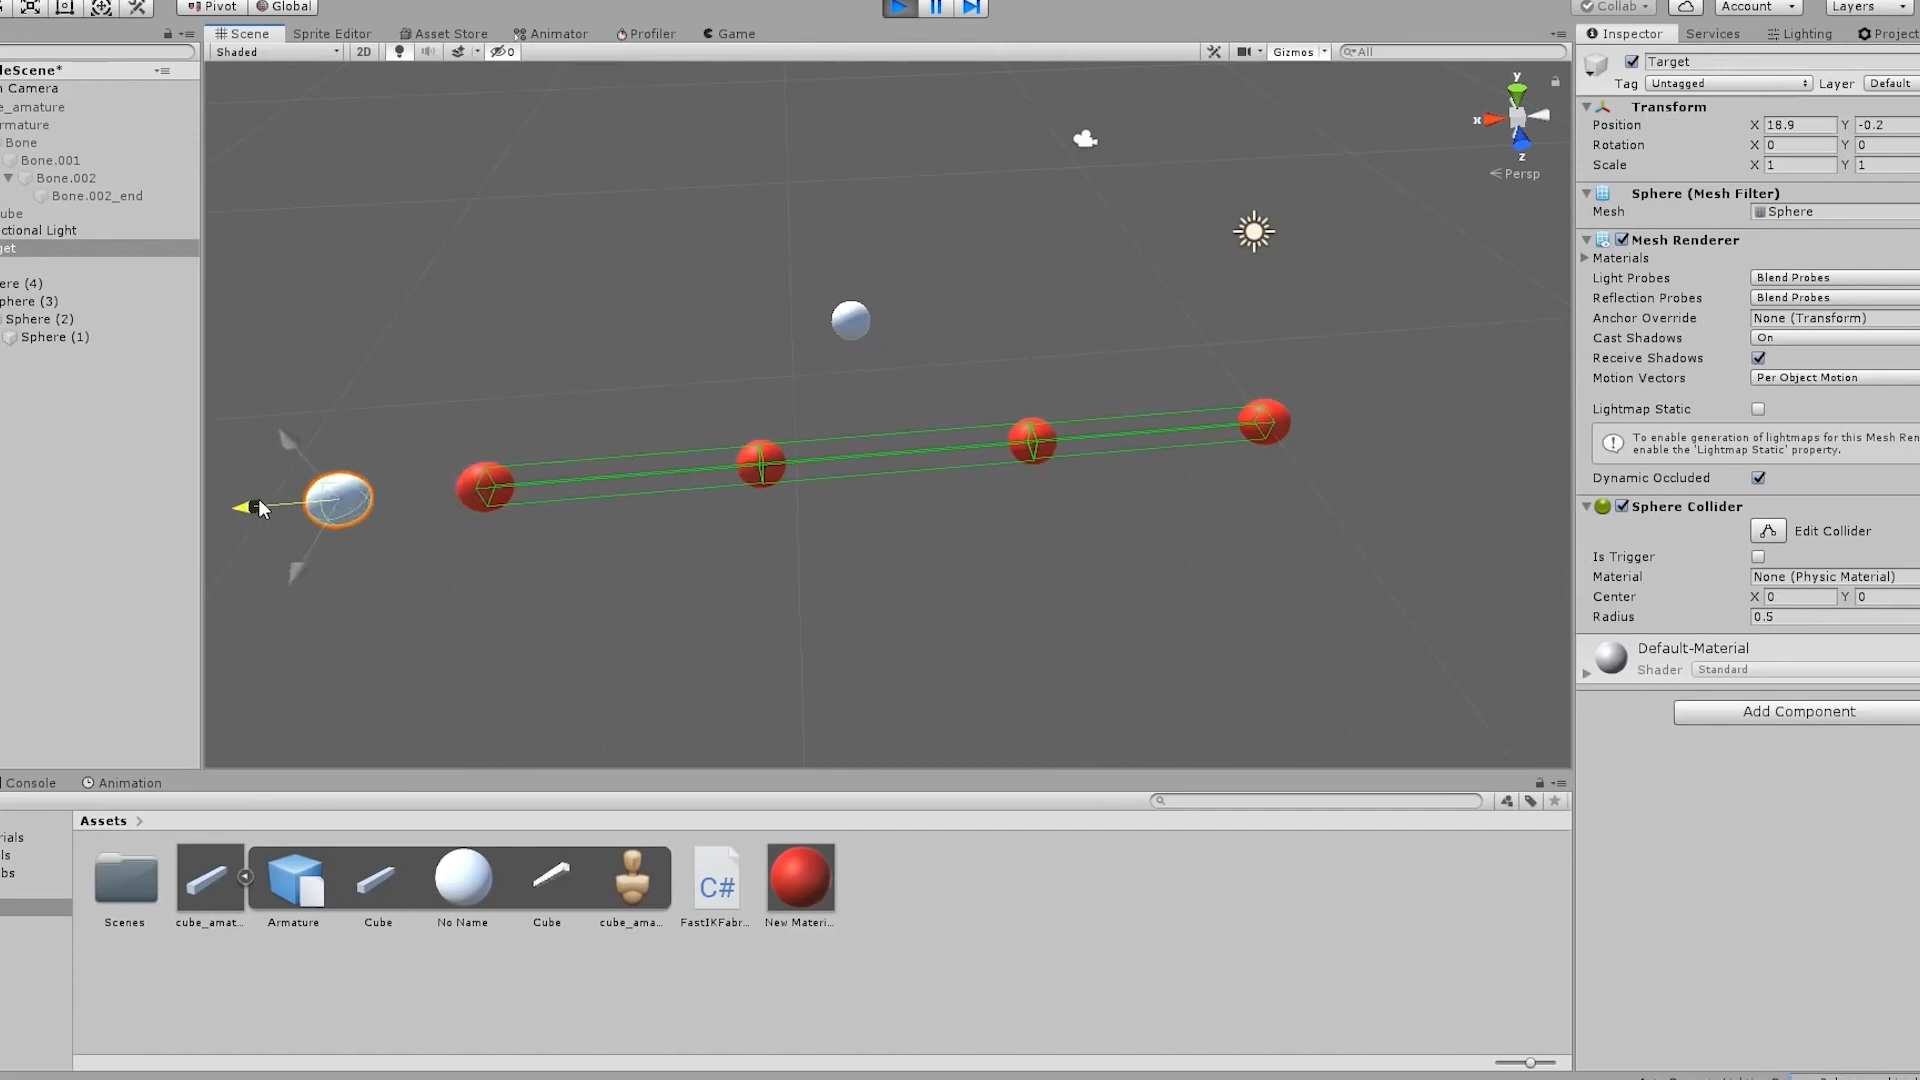 Pivot Global
Collab Account Layers
Scene Sprite Editor Asset Store Animator Profiler Game
Inspector Services Lighting Project
Shaded 2D 0 Gizmos All
leScene*
n Camera
e_amature
rmature
Bone
Bone.001
Bone.002
Bone.002_end
ube
ctional Light
get
ere (4)
phere (3)
Sphere (2)
Sphere (1)
y
x
z
Persp
Target
Tag Untagged Layer Default
Transform
Position X 18.9 Y -0.2
Rotation X 0 Y 0
Scale X 1 Y 1
Sphere (Mesh Filter)
Mesh Sphere
Mesh Renderer
Materials
Light Probes Blend Probes
Reflection Probes Blend Probes
Anchor Override None (Transform)
Cast Shadows On
Receive Shadows
Motion Vectors Per Object Motion
Lightmap Static
To enable generation of lightmaps for this Mesh Ren
enable the 'Lightmap Static' property.
Dynamic Occluded
Sphere Collider
Edit Collider
Is Trigger
Material None (Physic Material)
Center X 0 Y 0
Radius 0.5
Default-Material
Shader Standard
Add Component
Console Animation
Assets
rials
ls
bs
C#
Scenes cube_amat... Armature Cube No Name Cube cube_ama... FastIKFabr... New Materi...